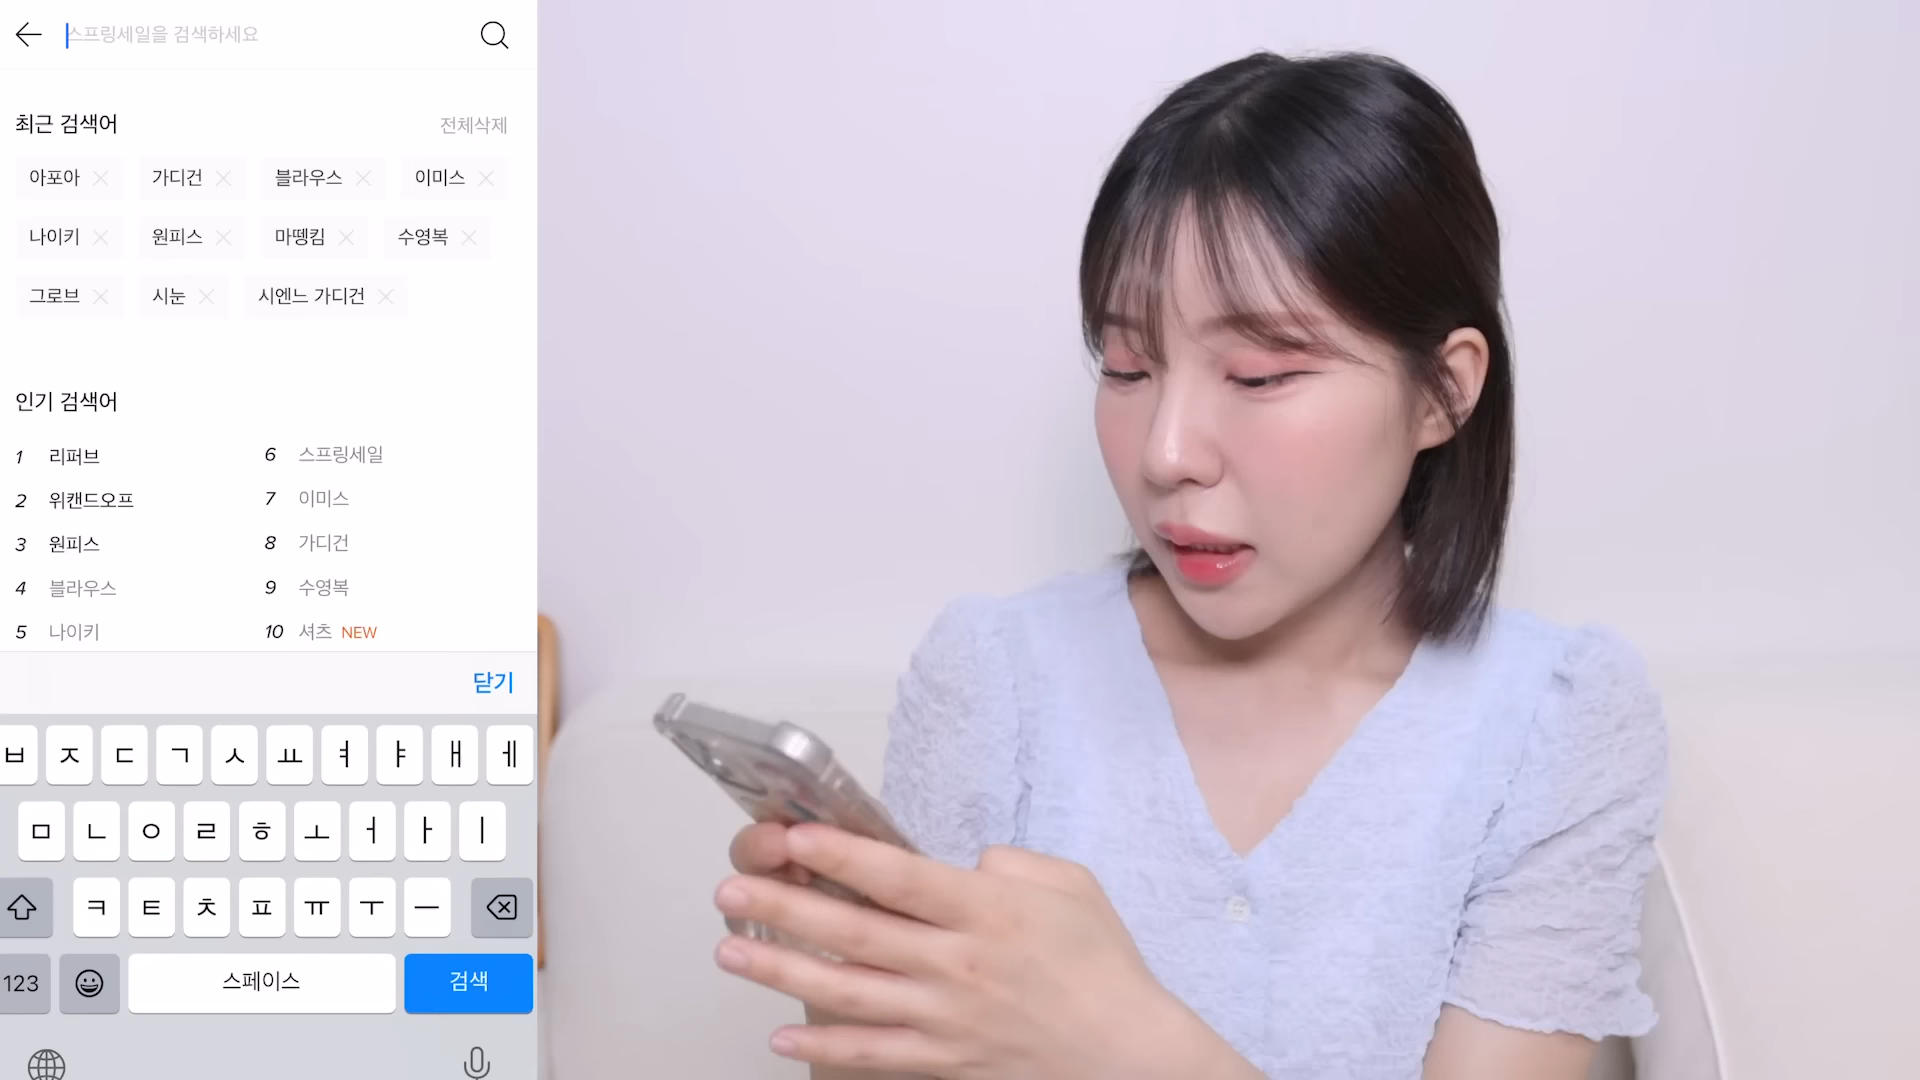 스프링세일을 검색하세요
최근 검색어 전체삭제
아포아 가디건 블라우스 이미스
나이키 원피스 마뗑킴 수영복
그로브 시눈 시엔느 가디건
인기 검색어
1 리퍼브
2 위캔드오프
3 원피스
4 블라우스
5 나이키
6 스프링세일
7 이미스
8 가디건
9 수영복
10 셔츠 NEW
닫기
ㅂ ㅈ ㄷ ㄱ ㅅ ㅛ ㅕ ㅑ ㅐ ㅔ
ㅁ ㄴ ㅇ ㄹ ㅎ ㅗ ㅓ ㅏ ㅣ
ㅋ ㅌ ㅊ ㅍ ㅠ ㅜ ㅡ
123 스페이스 검색